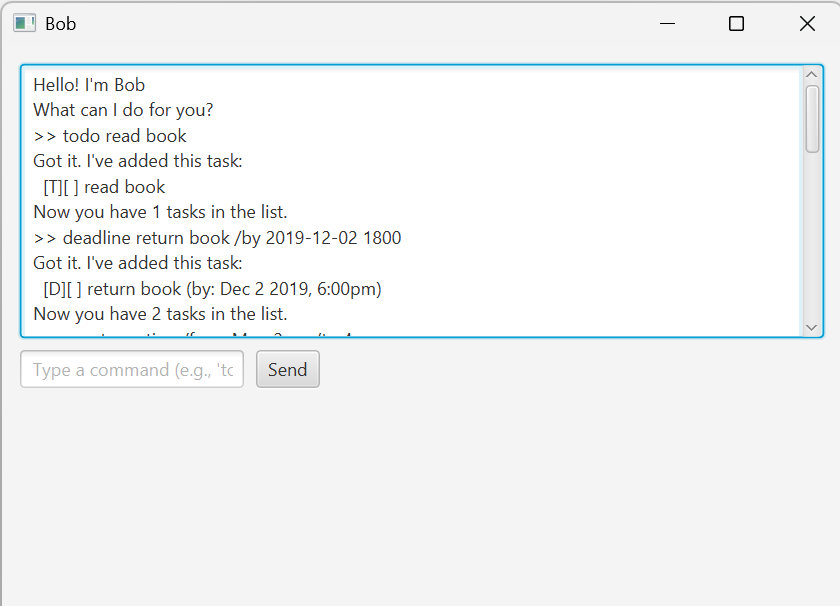 Bob
Hello! I'm Bob
What can I do for you?
>> todo read book
Got it. I've added this task:
[T][ ] read book
Now you have 1 tasks in the list.
>> deadline return book /by 2019-12-02 1800
Got it. I've added this task:
[D][ ] return book (by: Dec 2 2019, 6:00pm)
Now you have 2 tasks in the list.
Type a command (e.g., 'tc
Send